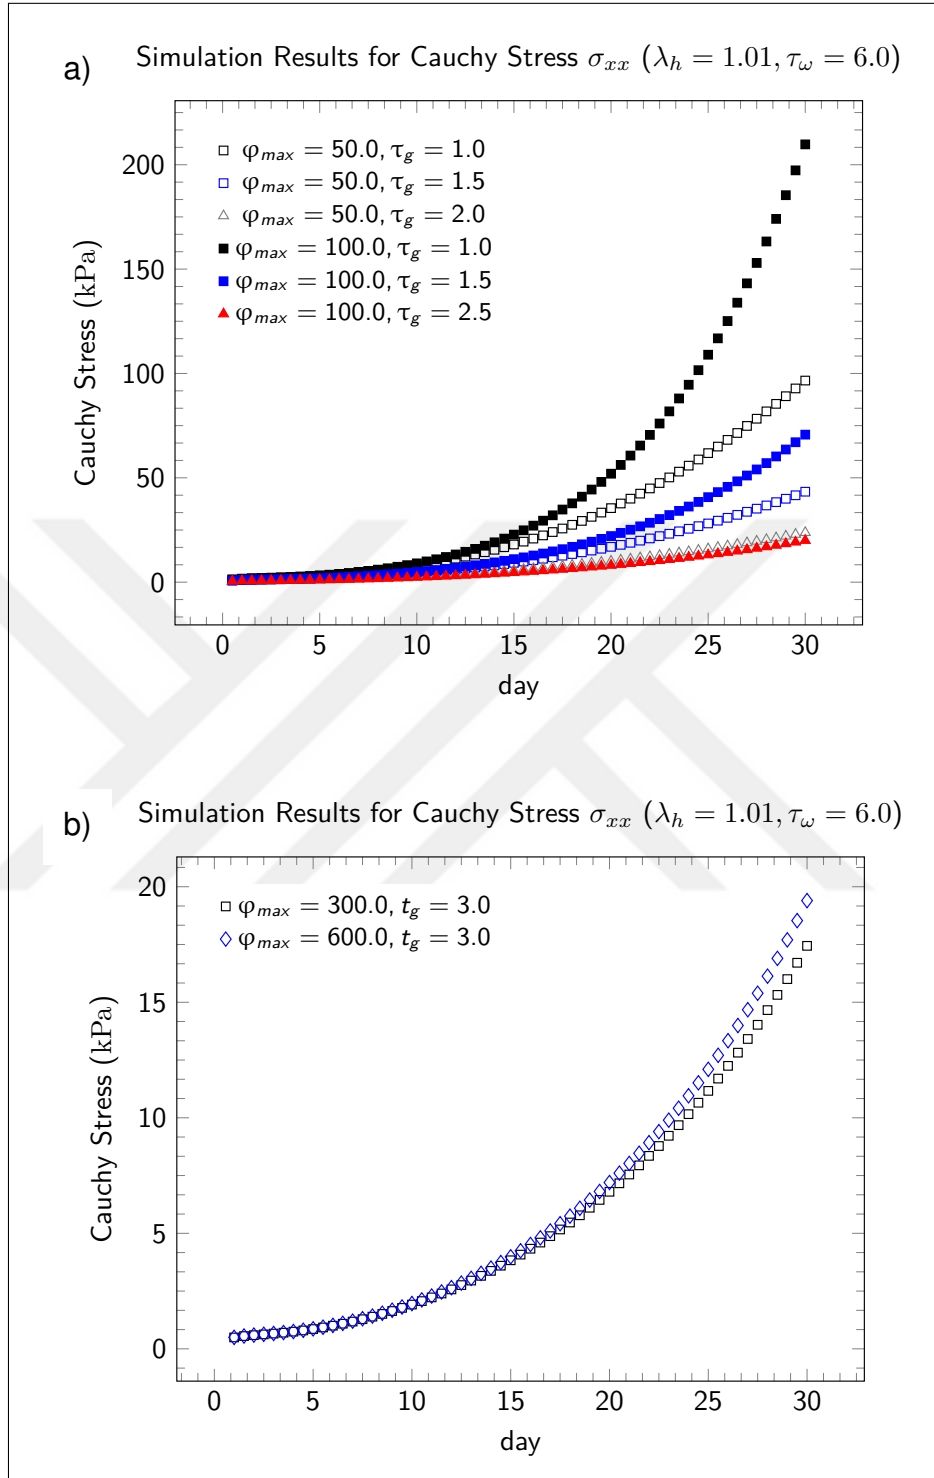 a) Simulation Results for Cauchy Stress σxx (λh = 1.01, τω = 6.0)
φmax = 50.0, τg = 1.0
φmax = 50.0, τg = 1.5
φmax = 50.0, τg = 2.0
φmax = 100.0, τg = 1.0
φmax = 100.0, τg = 1.5
φmax = 100.0, τg = 2.5
200
150
100
50
0
Cauchy Stress (kPa)
0 5 10 15 20 25 30
day
b) Simulation Results for Cauchy Stress σxx (λh = 1.01, τω = 6.0)
φmax = 300.0, tg = 3.0
φmax = 600.0, tg = 3.0
20
15
10
5
0
Cauchy Stress (kPa)
0 5 10 15 20 25 30
day